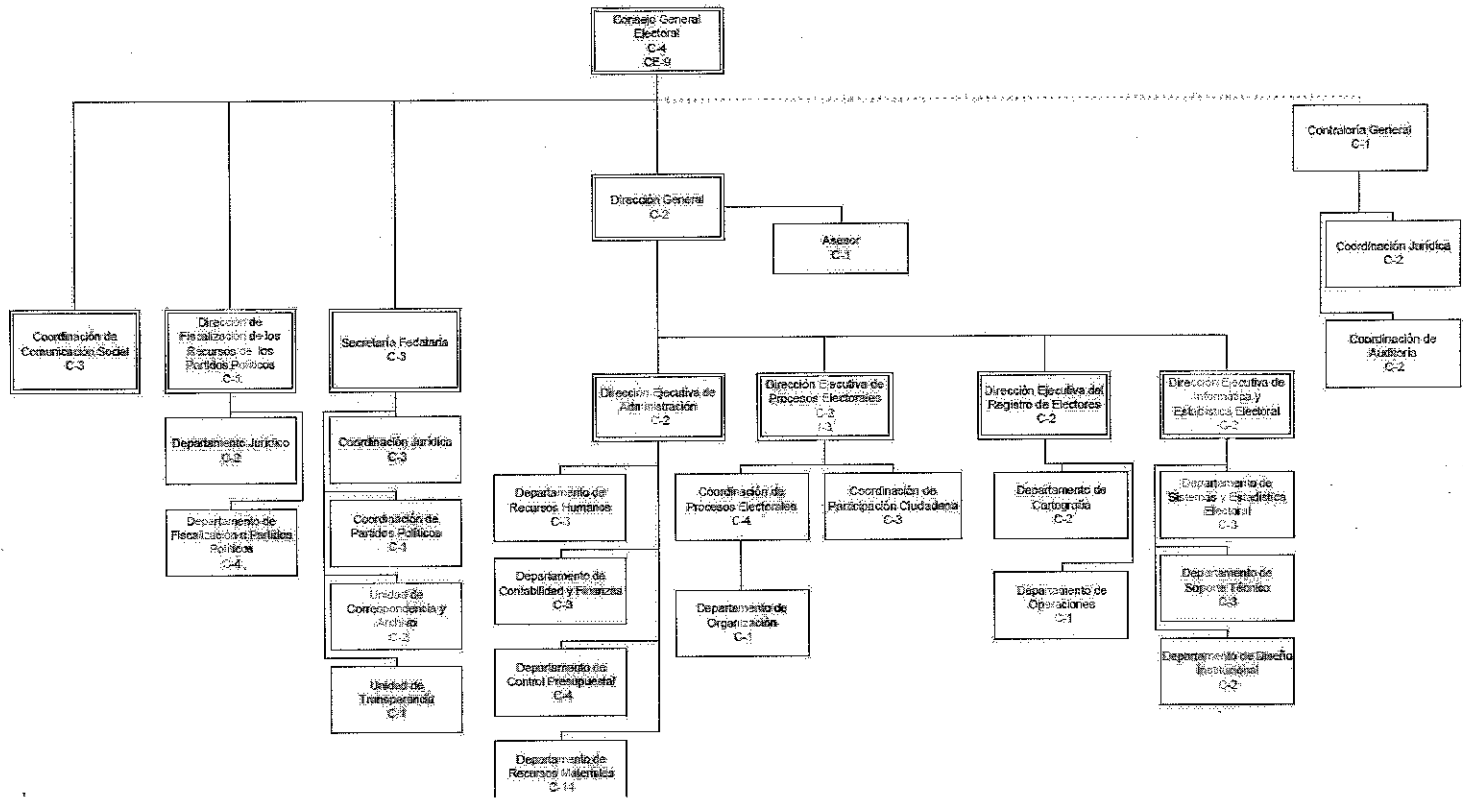 Consejo General
Electoral
C-4
CE-9
Contraloría General
C-1
Dirección General
C-2
Asesor
C-1
Coordinación Jurídica
C-2
Coordinación de
Auditoría
C-2
Coordinación de
Comunicación Social
C-3
Dirección de
Fiscalización de los
Recursos de los
Partidos Políticos
Secretaría Fedataria
C-3
Dirección Ejecutiva de
Administración
C-2
Dirección Ejecutiva de
Procesos Electorales
Dirección Ejecutiva del
Registro de Electores
C-2
Dirección Ejecutiva de
Informática y
Estadística Electoral
C-2
Departamento Jurídico
C-2
Departamento de
Fiscalización a Partidos
Políticos
C-4
Coordinación Jurídica
C-3
Coordinación de
Partidos Políticos
C-1
Unidad de
Correspondencia y
Archivo
Unidad de
Transparencia
C-1
Departamento de
Recursos Humanos
C-3
Departamento de
Contabilidad y Finanzas
C-3
Departamento de
Control Presupuestal
C-4
Departamento de
Recursos Materiales
C-14
Coordinación de
Procesos Electorales
C-4
Coordinación de
Participación Ciudadana
C-3
Departamento de
Organización
C-1
Departamento de
Cartografía
C-2
Departamento de
Operaciones
C-1
Departamento de
Sistemas y Estadística
Electoral
C-3
Departamento de
Soporte Técnico
C-3
Departamento de Diseño
Institucional
C-2